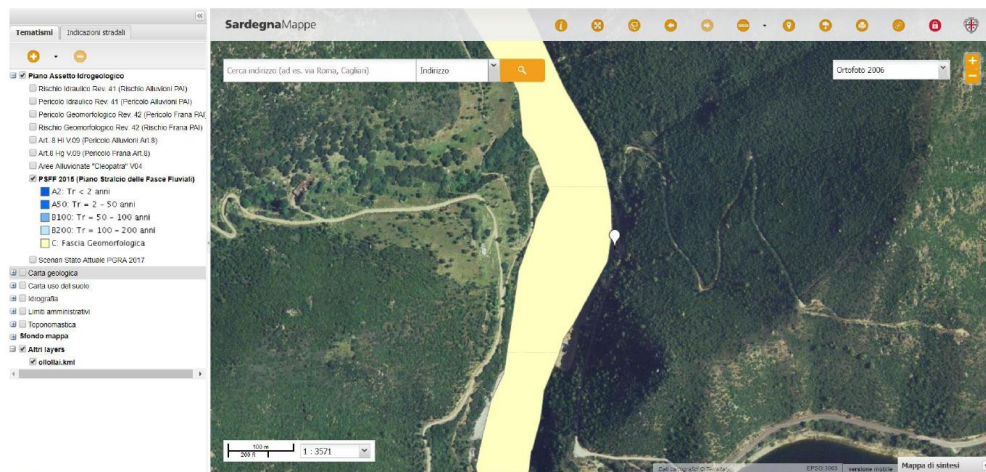 SardegnaMappe
Tematismi
Indicazioni stradali
Piano Assetto Idrogeologico
Rischio Idraulico Rev. 41 (Rischio Alluvioni PAI)
Pericolo Idraulico Rev. 41 (Pericolo Alluvioni PAI)
Pericolo Geomorfologico Rev. 42 (Pericolo Frana PAI)
Rischio Geomorfologico Rev. 42 (Rischio Frana PAI)
Art. 8 Hi V.09 (Pericolo Alluvioni Art.8)
Art.8 Hg V.09 (Pericolo Frana Art.8)
Aree Alluvionate "Cleopatra" V04
PSFF 2015 (Piano Stralcio delle Fasce Fluviali)
A2: Tr < 2 anni
A50: Tr = 2 - 50 anni
B100: Tr = 50 - 100 anni
B200: Tr = 100 - 200 anni
C: Fascia Geomorfologica
Scenari Stato Attuale PGRA 2017
Carta geologica
Carta uso del suolo
Idrografia
Limiti amministrativi
Toponomastica
Sfondo mappa
Altri layers
ollollai.kml
Cerca indirizzo (ad es. via Roma, Cagliari)
Indirizzo
Ortofoto 2006
100 m
200 ft
1 : 3571
EPSG:3003
versione mobile
Mappa di sintesi